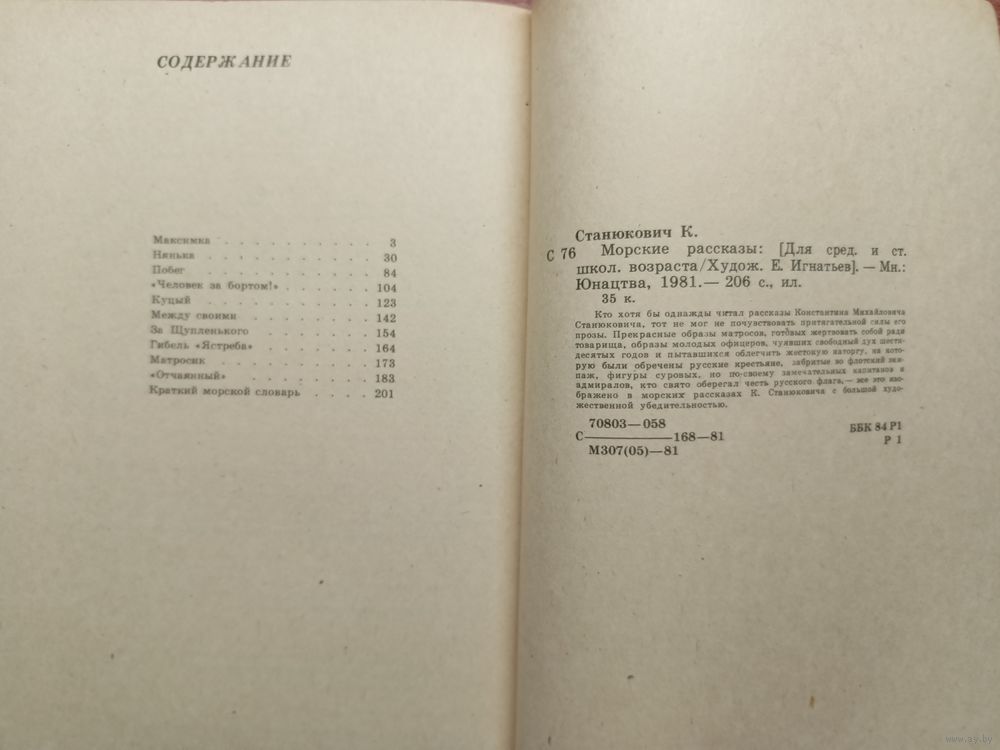 СОДЕРЖАНИЕ
Максимка . . . . . . . . . . 3
Нянька . . . . . . . . . . 30
Побег . . . . . . . . . . 84
«Человек за бортом!» . . . . . . 104
Куцый . . . . . . . . . . 123
Между своими . . . . . . . . 142
За Щупленького . . . . . . . 154
Гибель «Ястреба» . . . . . . . 164
Матросик . . . . . . . . . 173
«Отчаянный» . . . . . . . . 183
Краткий морской словарь . . . . 201
Станюкович К.
С 76 Морские рассказы: [Для сред. и ст.
школ. возраста/Худож. Е. Игнатьев]. — Мн.:
Юнацтва, 1981.— 206 с., ил.
35 к.
Кто хотя бы однажды читал рассказы Константина Михайловича
Станюковича, тот не мог не почувствовать притягательной силы его
прозы. Прекрасные образы матросов, готовых жертвовать собой ради
товарища, образы молодых офицеров, чуявших свободный дух шести-
десятых годов и пытавшихся облегчить жестокую каторгу, на кото-
рую были обречены русские крестьяне, забритые во флотский эки-
паж, фигуры суровых, но по-своему замечательных капитанов и
адмиралов, кто свято оберегал честь русского флага,— все это изо-
бражено в морских рассказах К. Станюковича с большой худо-
жественной убедительностью.
70803—058
С————168—81
М307(05)—81
ББК 84 Р1
Р 1
www.ay.by